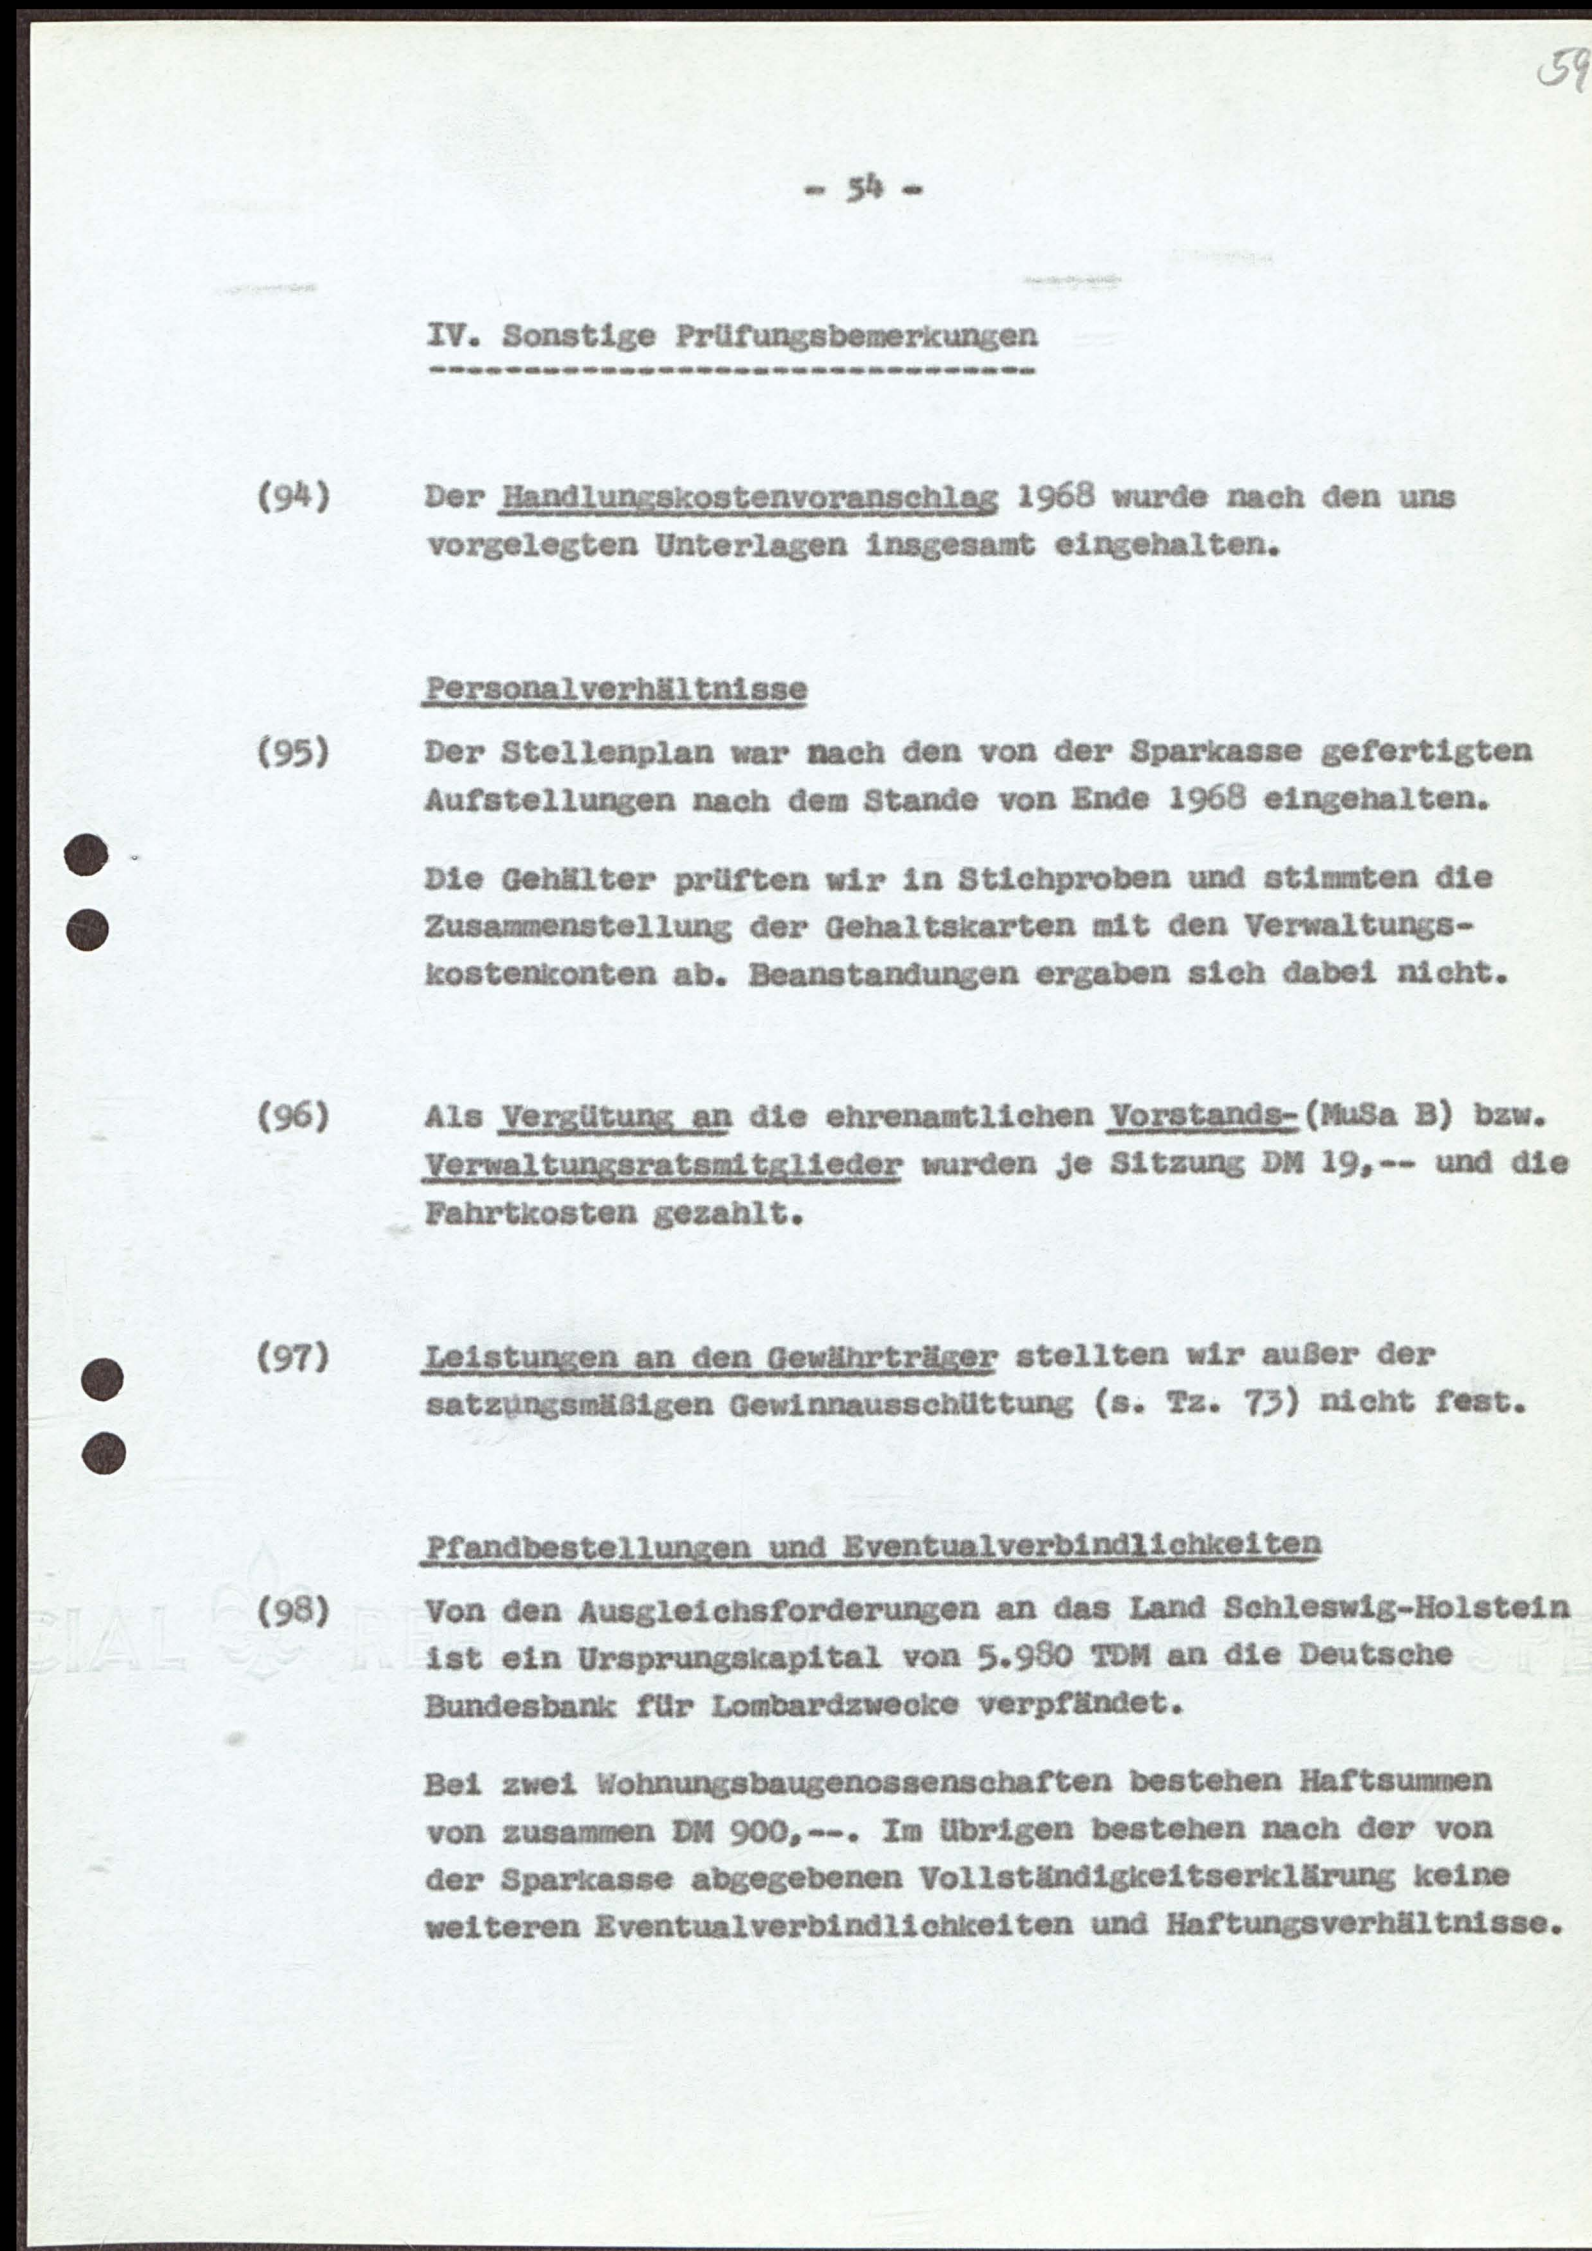 59
- 54 -
IV. Sonstige Prüfungsbemerkungen
--------------------------------
(94) Der Handlungskostenvoranschlag 1968 wurde nach den uns
vorgelegten Unterlagen insgesamt eingehalten.
Personalverhältnisse
(95) Der Stellenplan war nach den von der Sparkasse gefertigten
Aufstellungen nach dem Stande von Ende 1968 eingehalten.
Die Gehälter prüften wir in Stichproben und stimmten die
Zusammenstellung der Gehaltskarten mit den Verwaltungs-
kostenkonten ab. Beanstandungen ergaben sich dabei nicht.
(96) Als Vergütung an die ehrenamtlichen Vorstands-(MuSa B) bzw.
Verwaltungsratsmitglieder wurden je Sitzung DM 19,-- und die
Fahrtkosten gezahlt.
(97) Leistungen an den Gewährträger stellten wir außer der
satzungsmäßigen Gewinnausschüttung (s. Tz. 73) nicht fest.
Pfandbestellungen und Eventualverbindlichkeiten
(98) Von den Ausgleichsforderungen an das Land Schleswig-Holstein
ist ein Ursprungskapital von 5.980 TDM an die Deutsche
Bundesbank für Lombardzwecke verpfändet.
Bei zwei Wohnungsbaugenossenschaften bestehen Haftsummen
von zusammen DM 900,--. Im übrigen bestehen nach der von
der Sparkasse abgegebenen Vollständigkeitserklärung keine
weiteren Eventualverbindlichkeiten und Haftungsverhältnisse.